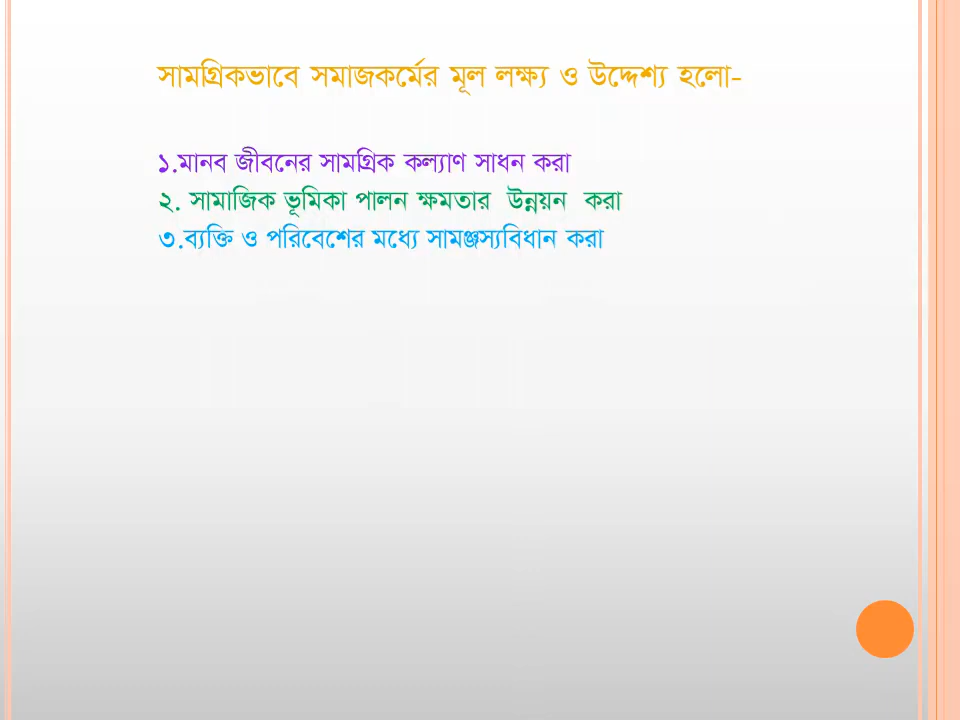 সামগ্রিকভাবে সমাজকর্মের মূল লক্ষ্য ও উদ্দেশ্য হলো-
১.মানব জীবনের সামগ্রিক কল্যাণ সাধন করা
২. সামাজিক ভূমিকা পালন ক্ষমতার উন্নয়ন করা
৩.ব্যক্তি ও পরিবেশের মধ্যে সামঞ্জস্যবিধান করা